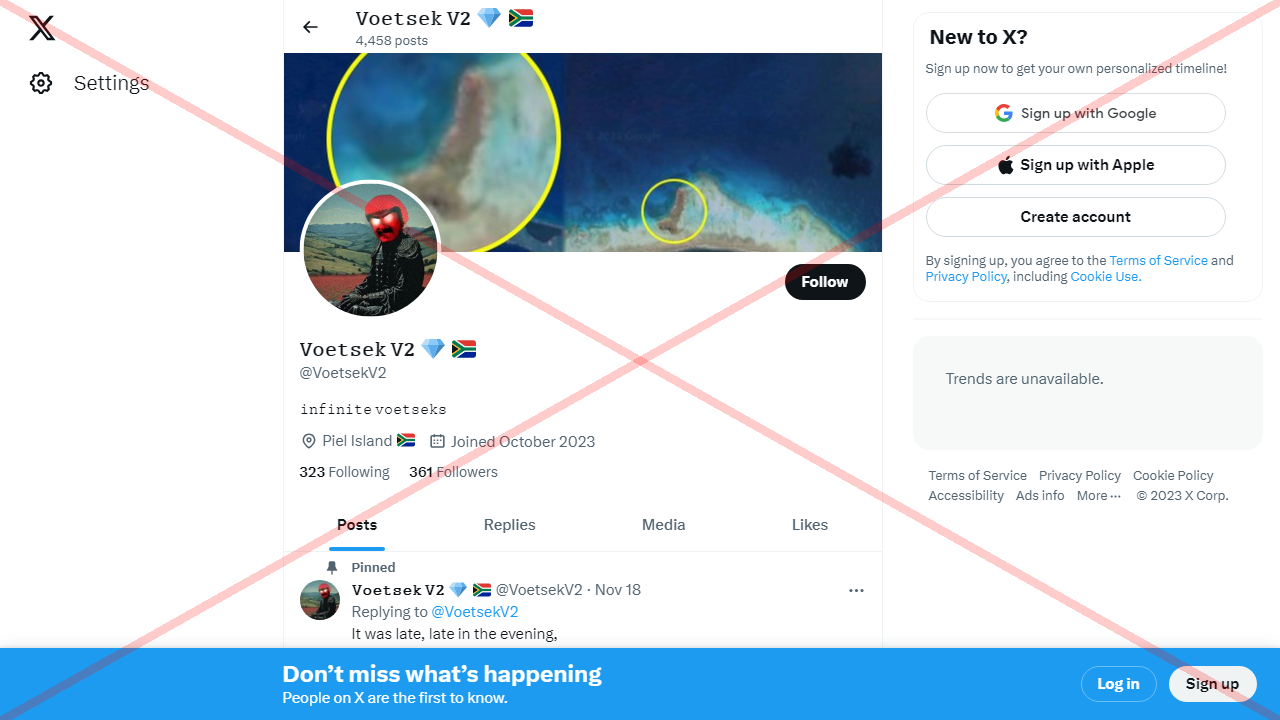 Settings
Voetsek V2 💎 🇿🇦
4,458 posts
Follow
Voetsek V2 💎 🇿🇦
@VoetsekV2
infinite voetseks
Piel Island 🇿🇦 Joined October 2023
323 Following 361 Followers
Posts Replies Media Likes
Pinned
Voetsek V2 💎 🇿🇦 @VoetsekV2 · Nov 18
Replying to @VoetsekV2
It was late, late in the evening,
New to X?
Sign up now to get your own personalized timeline!
Sign up with Google
Sign up with Apple
Create account
By signing up, you agree to the Terms of Service and
Privacy Policy, including Cookie Use.
Trends are unavailable.
Terms of Service Privacy Policy Cookie Policy
Accessibility Ads info More ··· © 2023 X Corp.
Don’t miss what’s happening
People on X are the first to know.
Log in
Sign up